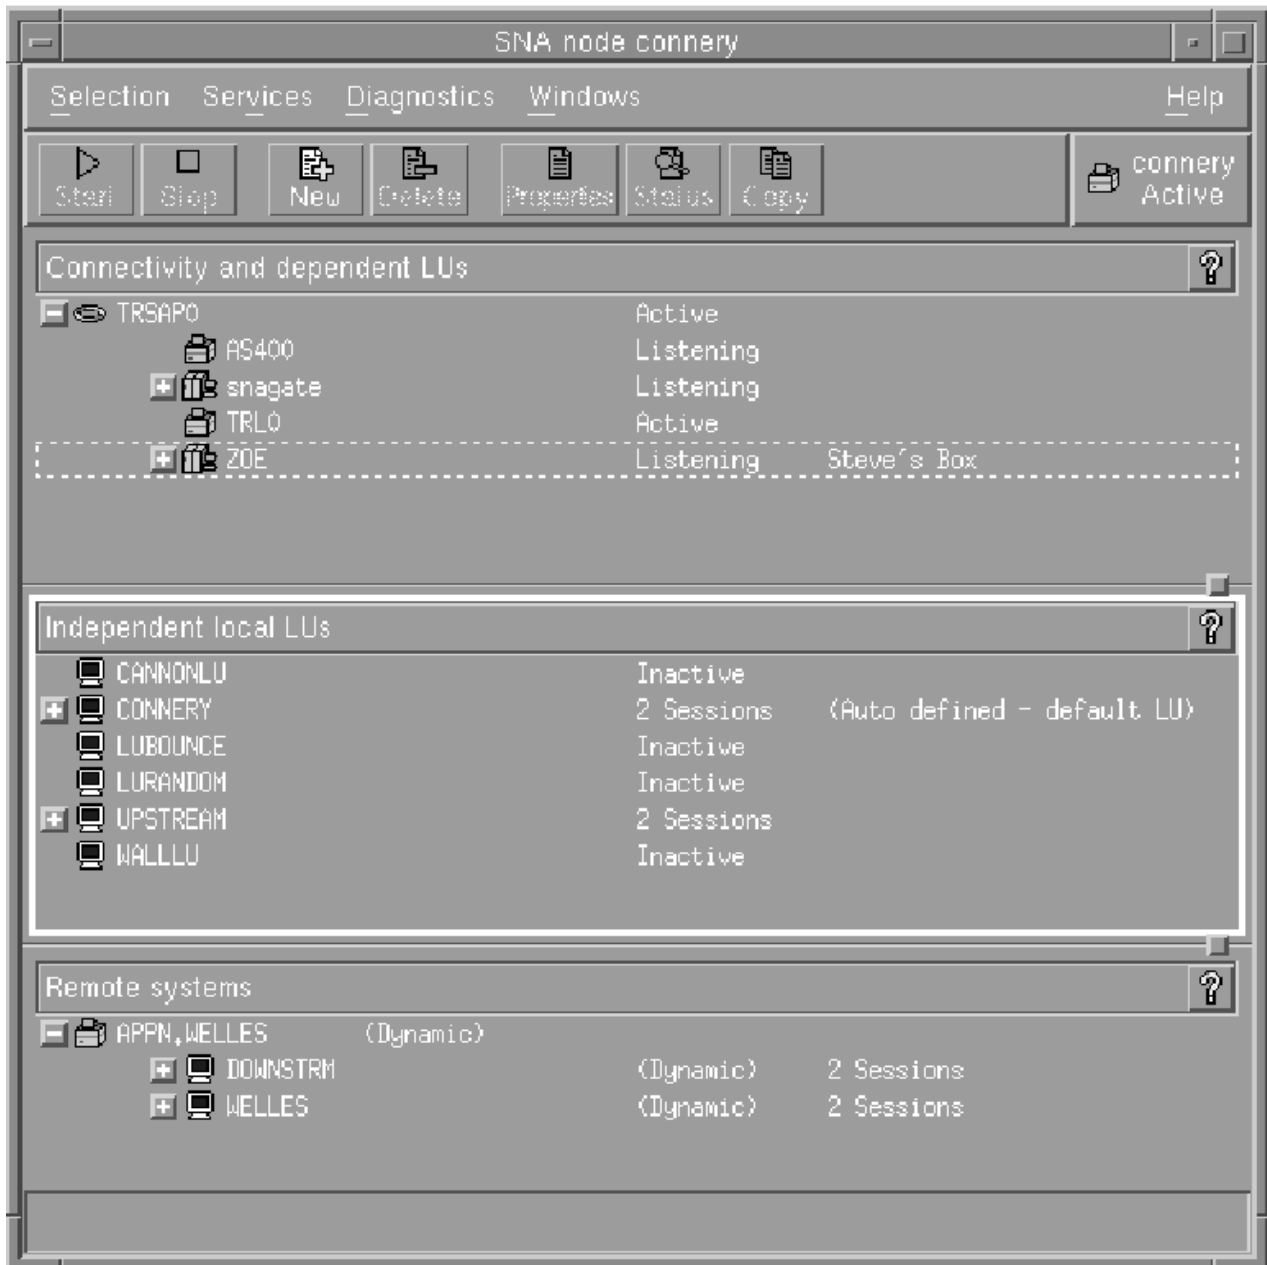 SNA node connery
Selection Services Diagnostics Windows Help
Start Stop New Delete Properties Status Copy connery
Active
Connectivity and dependent LUs ?
TRSAP0 Active
AS400 Listening
snagate Listening
TRL0 Active
ZOE Listening Steve's Box
Independent local LUs ?
CANNONLU Inactive
CONNERY 2 Sessions (Auto defined - default LU)
LUBOUNCE Inactive
LURANDOM Inactive
UPSTREAM 2 Sessions
WALLLU Inactive
Remote systems ?
APPN.WELLES (Dynamic)
DOWNSTRM (Dynamic) 2 Sessions
WELLES (Dynamic) 2 Sessions